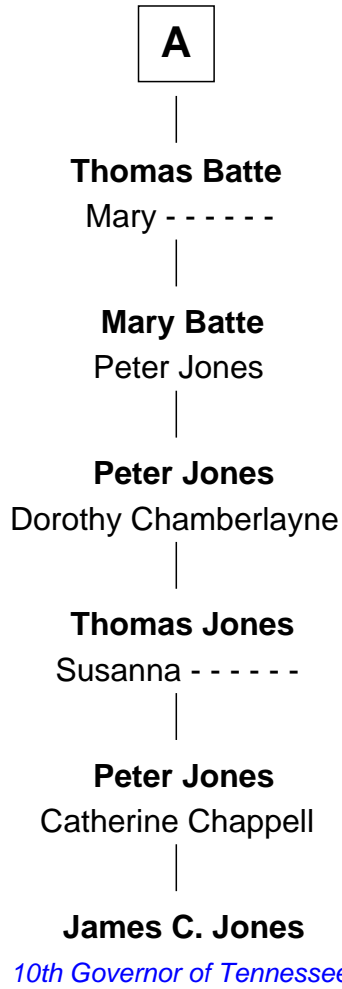 A
Thomas Batte
Mary - - - - - -
Mary Batte
Peter Jones
Peter Jones
Dorothy Chamberlayne
Thomas Jones
Susanna - - - - - -
Peter Jones
Catherine Chappell
James C. Jones
10th Governor of Tennessee